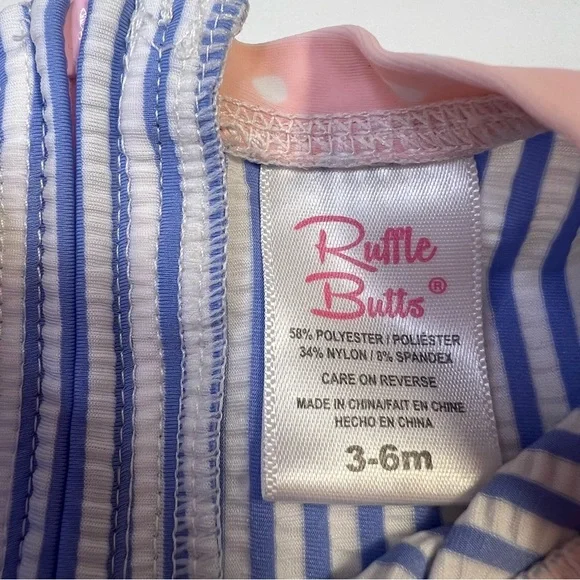 Ruffle
Butts®
58% POLYESTER / POLIÉSTER
34% NYLON / 8% SPANDEX
CARE ON REVERSE
MADE IN CHINA/FAIT EN CHINE
HECHO EN CHINA
3-6m